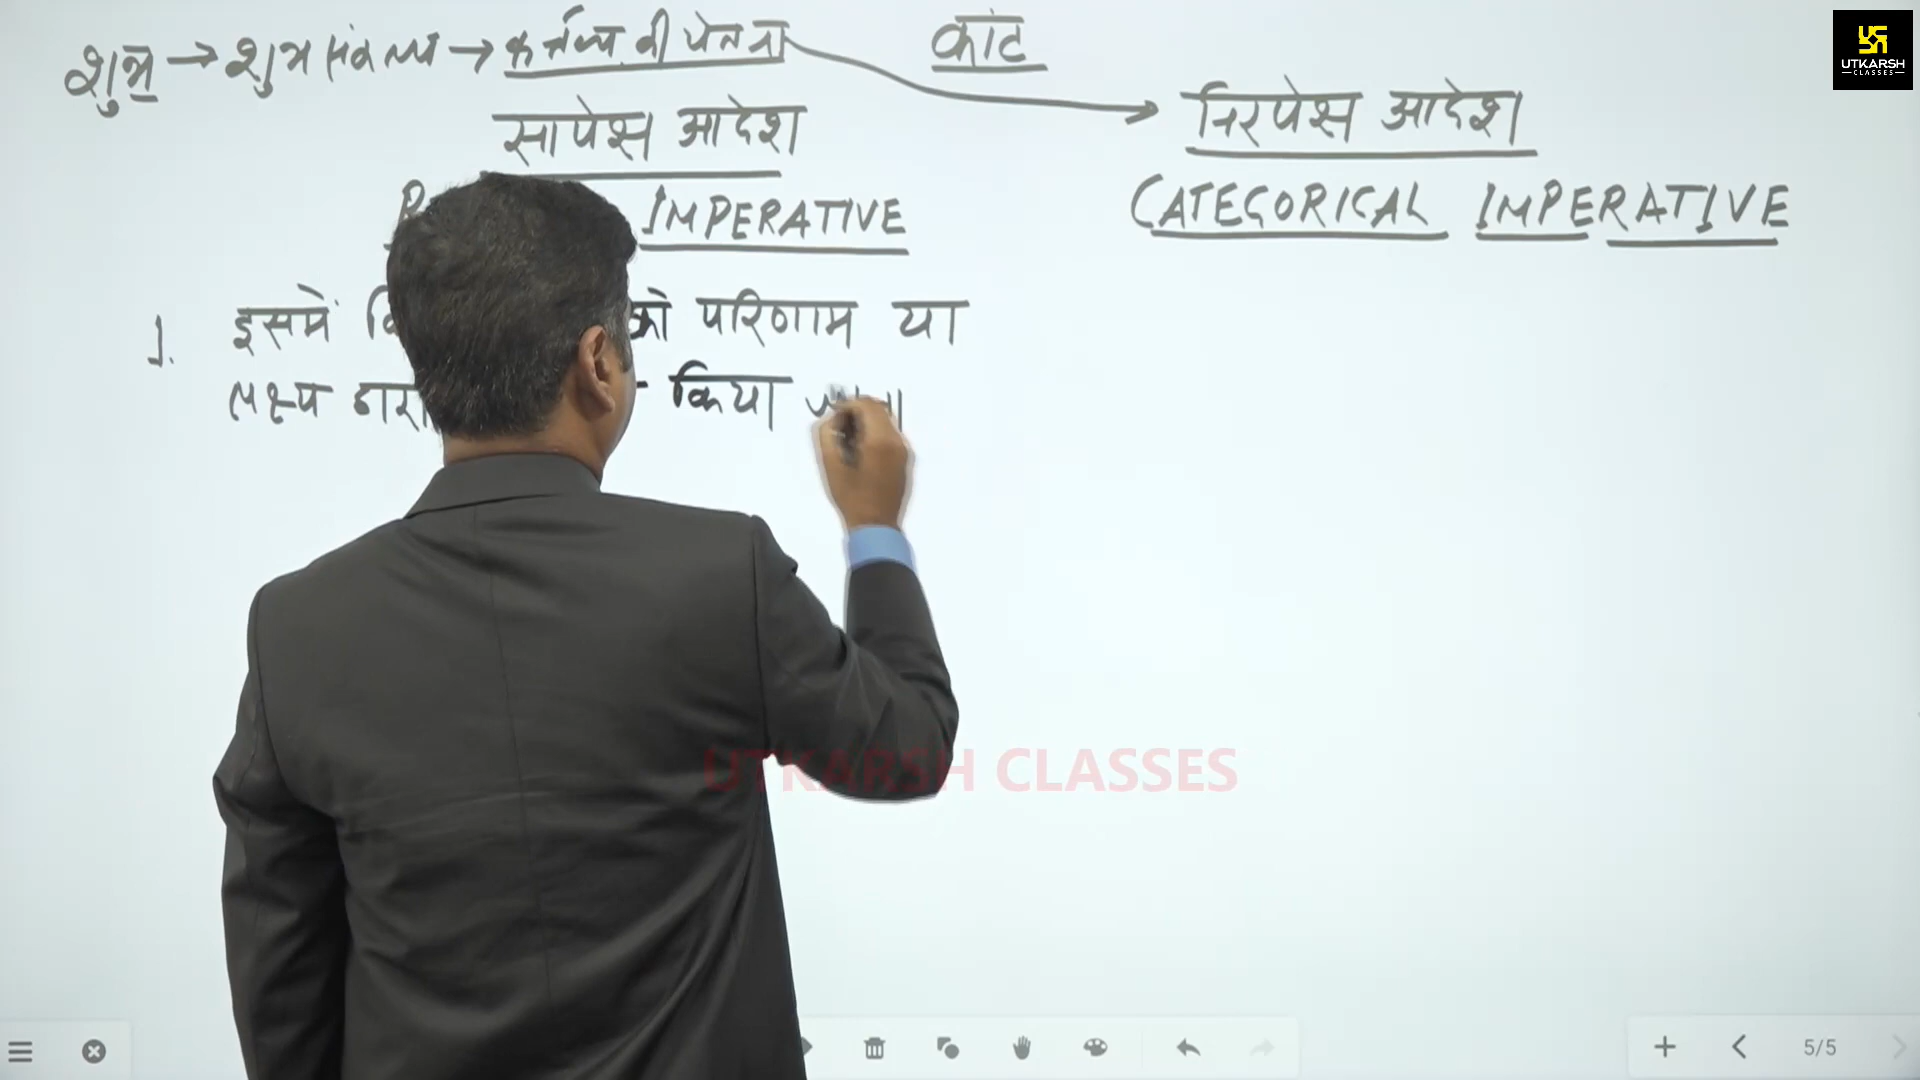 शुभ → शुभ संकल्प → कर्त्तव्य की चेतना
कांट
सापेक्ष आदेश
निरपेक्ष आदेश
IMPERATIVE
CATEGORICAL IMPERATIVE
1. इसमें को परिणाम या
लक्ष्य द्वारा किया जाता
UTKARSH CLASSES
UTKARSH
CLASSES
5/5